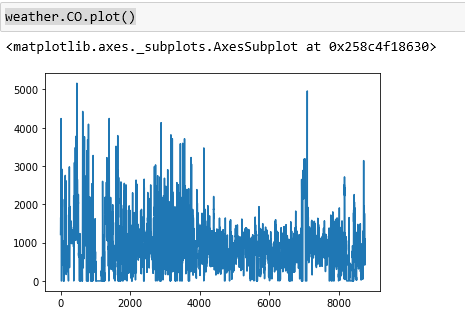 weather.CO.plot()
<matplotlib.axes._subplots.AxesSubplot at 0x258c4f18630>
5000
4000
3000
2000
1000
0
0 2000 4000 6000 8000